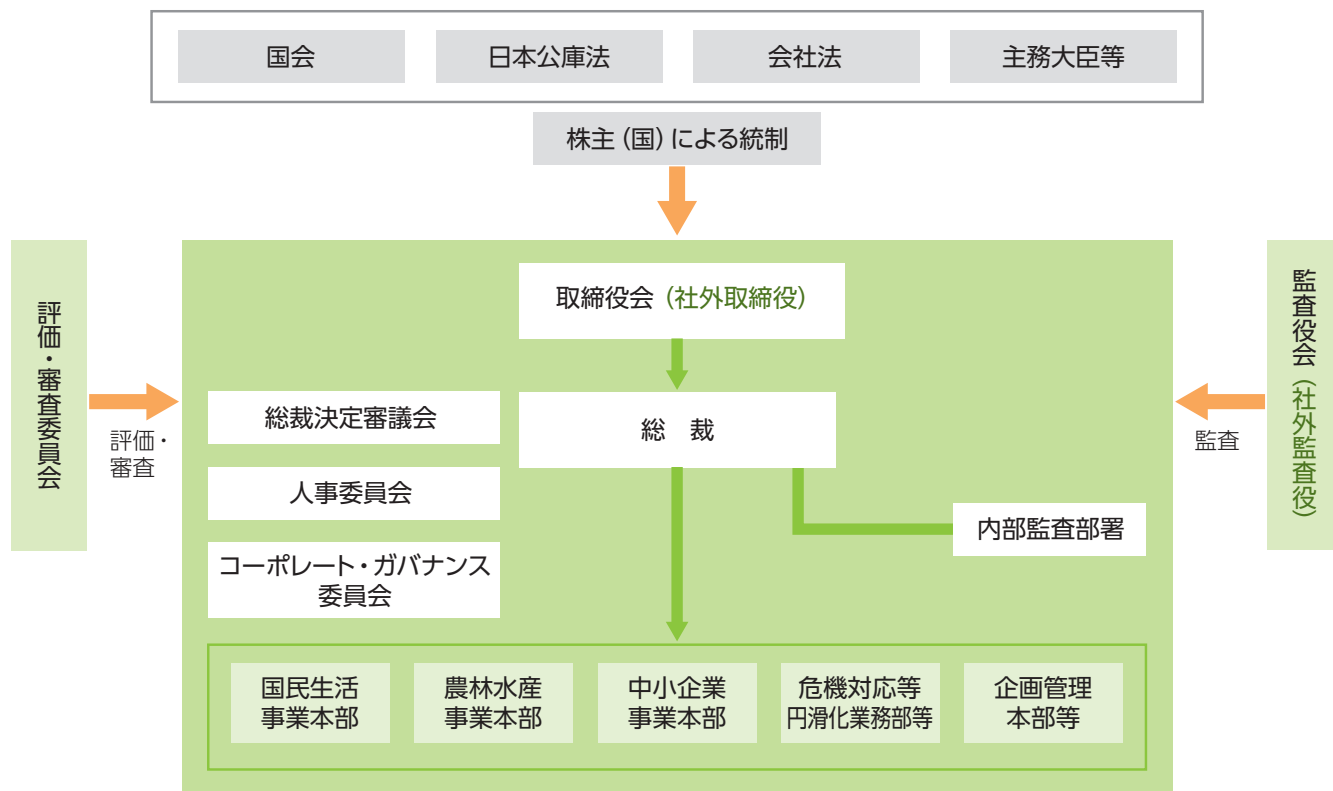 国会
日本公庫法
会社法
主務大臣等
株主（国）による統制
評価・審査委員会
評価・
審査
取締役会（社外取締役）
総裁決定審議会
総　裁
人事委員会
コーポレート・ガバナンス
委員会
内部監査部署
監査
監査役会（社外監査役）
国民生活
事業本部
農林水産
事業本部
中小企業
事業本部
危機対応等
円滑化業務部等
企画管理
本部等